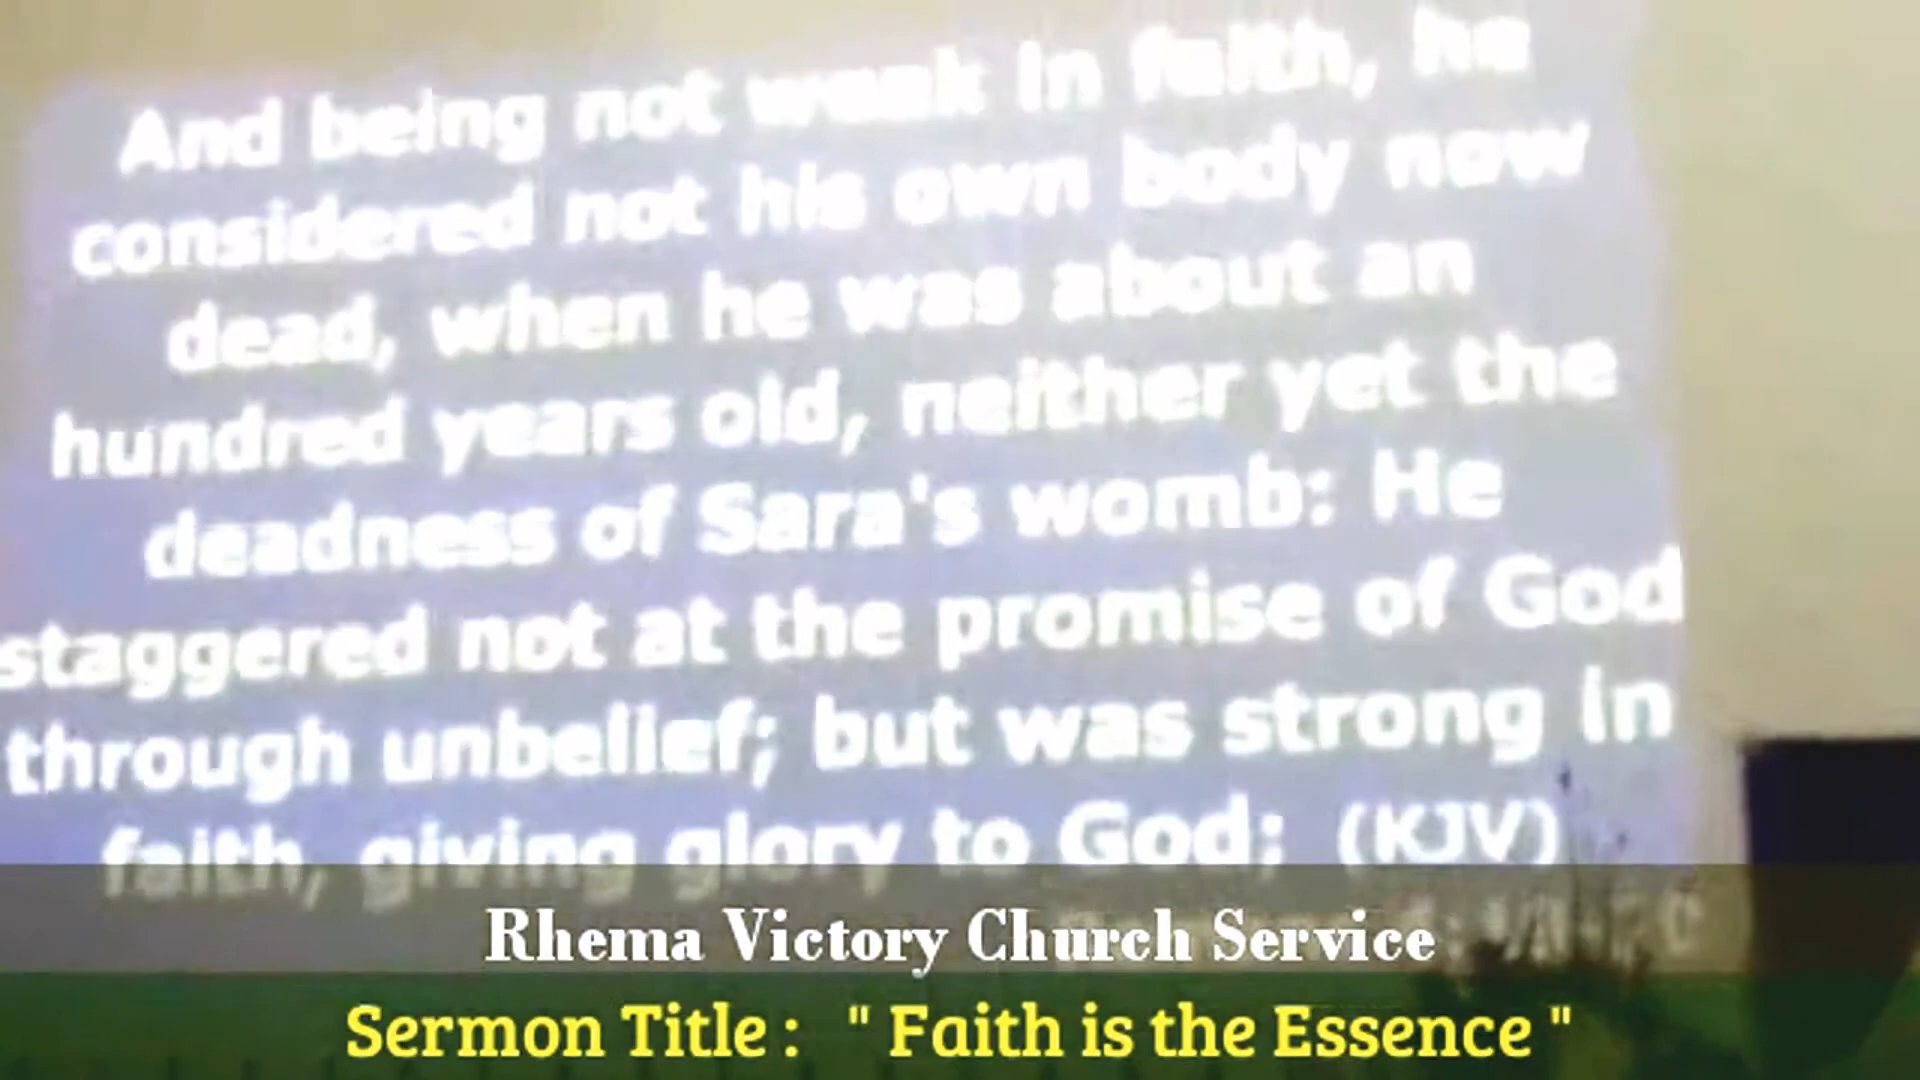 And being not weak in faith, he
considered not his own body now
dead, when he was about an
hundred years old, neither yet the
deadness of Sara's womb: He
staggered not at the promise of God
through unbelief; but was strong in
faith, giving glory to God; (KJV)
Rhema Victory Church Service
Sermon Title : " Faith is the Essence "